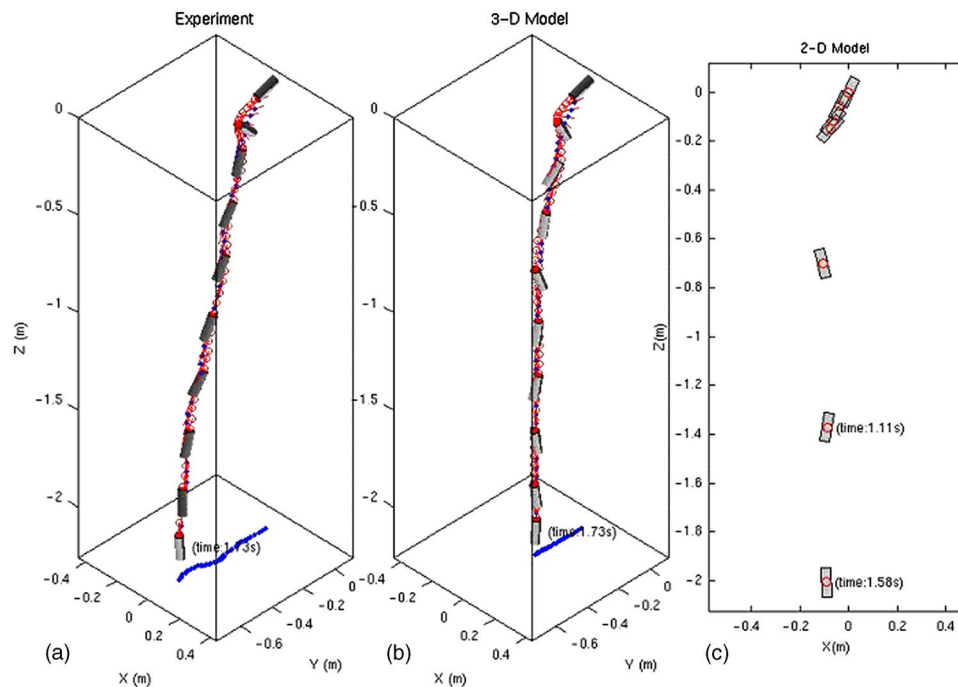 Experiment
0
-0.5
-1
-1.5
-2
Z (m)
(time:1.73s)
-0.4
-0.2
0
0.2
0.4
X (m)
-0.6
-0.4
-0.2
0
Y (m)
(a)
3-D Model
0
-0.5
-1
-1.5
-2
(time:1.73s)
-0.4
-0.2
0
0.2
0.4
X (m)
-0.6
-0.4
-0.2
0
Y (m)
(b)
2-D Model
0
-0.2
-0.4
-0.6
-0.8
-1
-1.2
-1.4
-1.6
-1.8
-2
Z(m)
(time:1.11s)
(time:1.58s)
-0.4
-0.2
0
0.2
0.4
X(m)
(c)